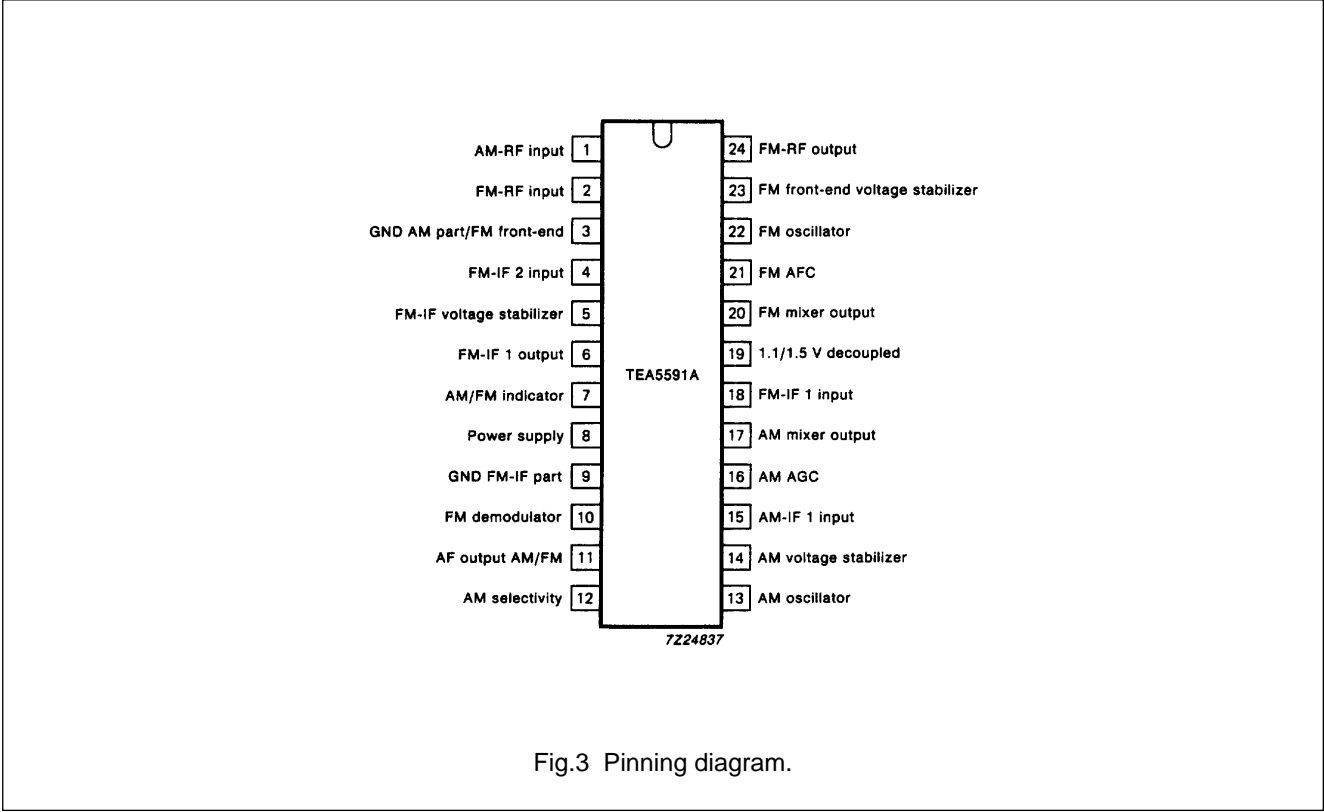 AM-RF input 1
FM-RF input 2
GND AM part/FM front-end 3
FM-IF 2 input 4
FM-IF voltage stabilizer 5
FM-IF 1 output 6
AM/FM indicator 7
Power supply 8
GND FM-IF part 9
FM demodulator 10
AF output AM/FM 11
AM selectivity 12
TEA5591A
24 FM-RF output
23 FM front-end voltage stabilizer
22 FM oscillator
21 FM AFC
20 FM mixer output
19 1.1/1.5 V decoupled
18 FM-IF 1 input
17 AM mixer output
16 AM AGC
15 AM-IF 1 input
14 AM voltage stabilizer
13 AM oscillator
7Z24837
Fig.3 Pinning diagram.